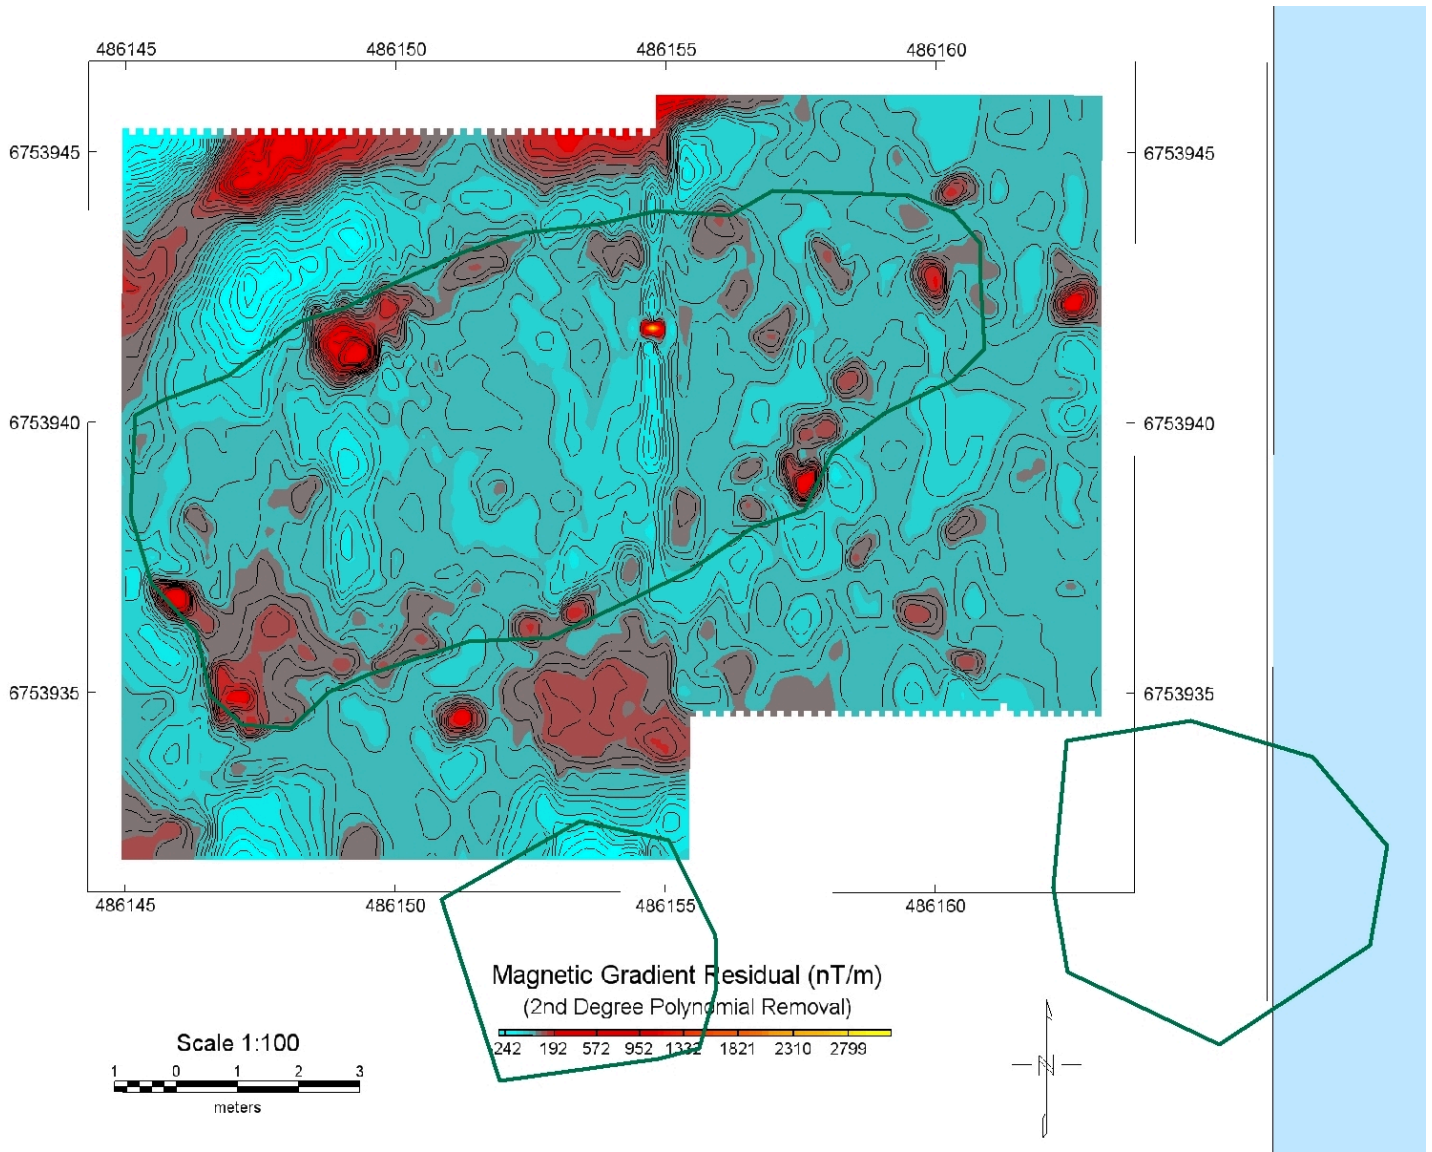 486145 486150 486155 486160
6753945 6753945
6753940 6753940
6753935 6753935
486145 486150 486155 486160
Magnetic Gradient Residual (nT/m)
(2nd Degree Polynomial Removal)
242 192 572 952 1332 1821 2310 2799
Scale 1:100
1 0 1 2 3
meters
N